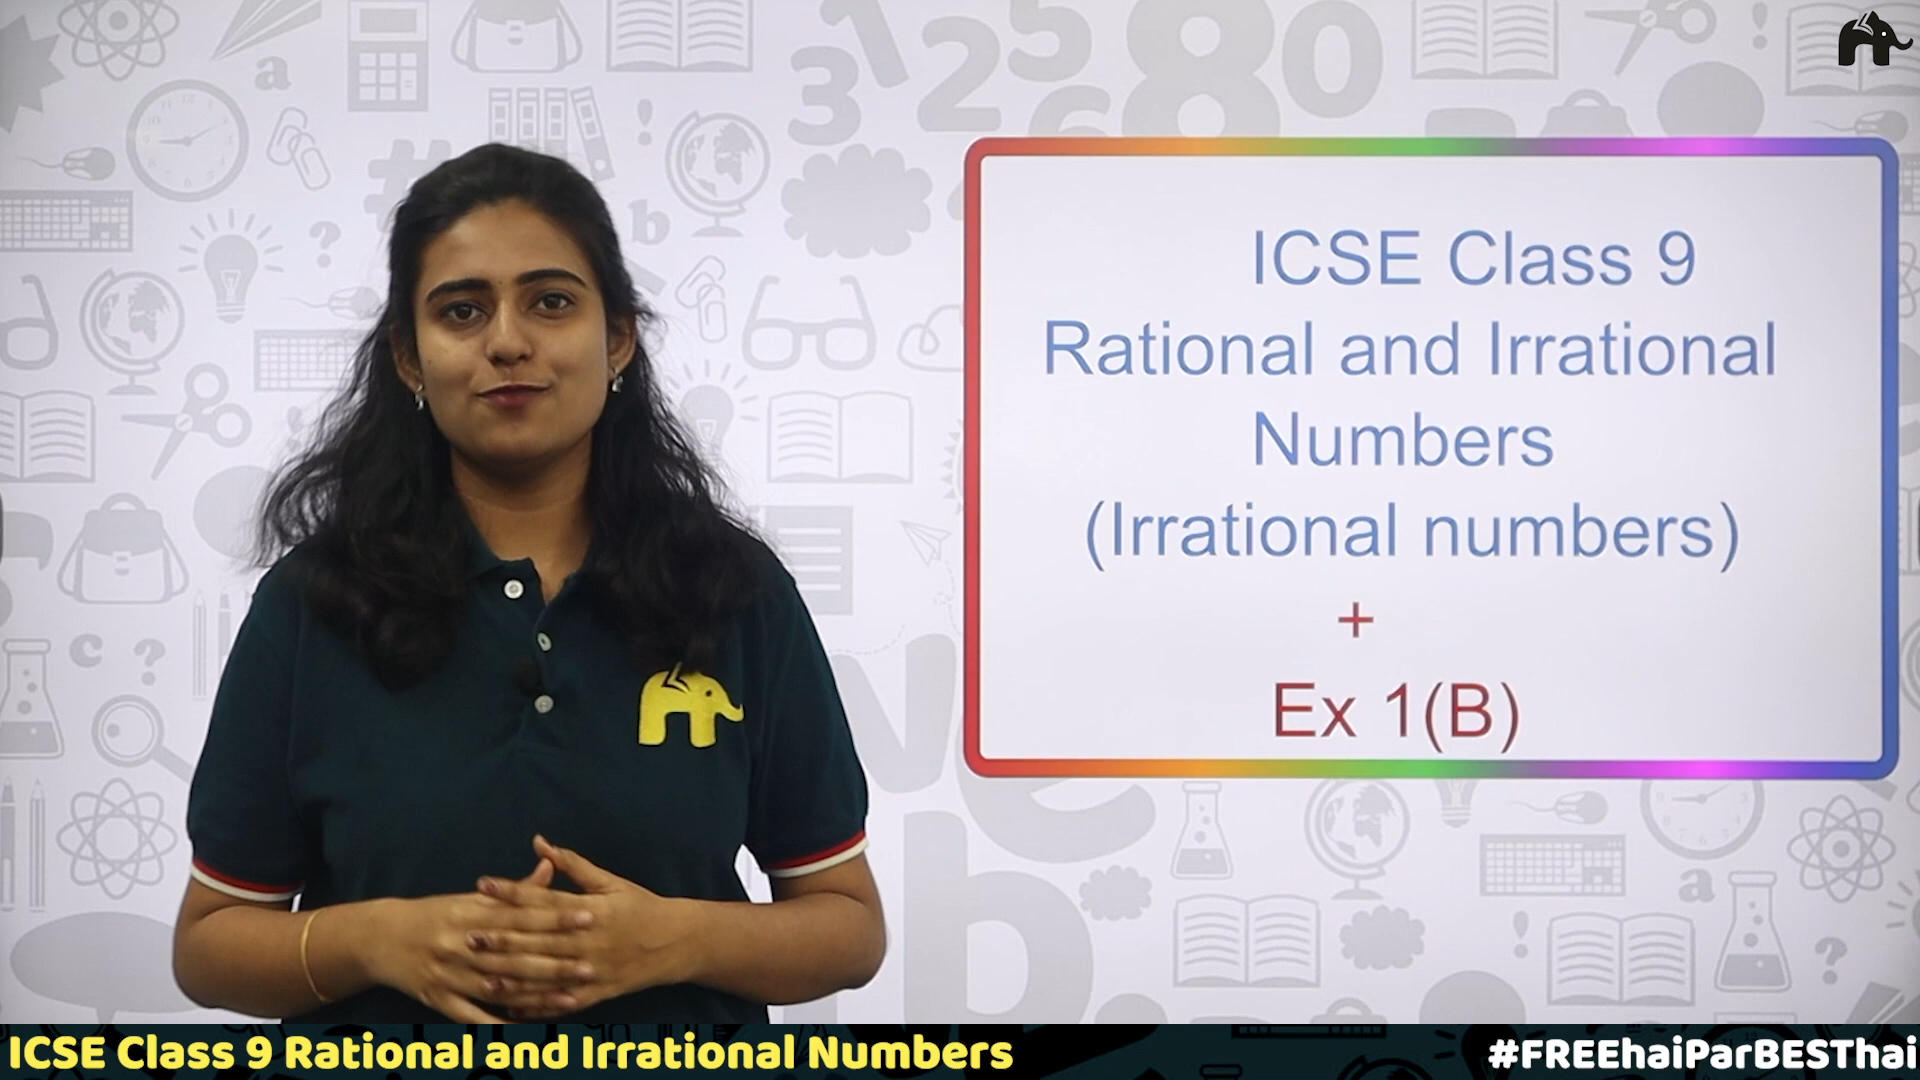 ICSE Class 9
Rational and Irrational
Numbers
(Irrational numbers)
+
Ex 1(B)
ICSE Class 9 Rational and Irrational Numbers
#FREEhaiParBESThai